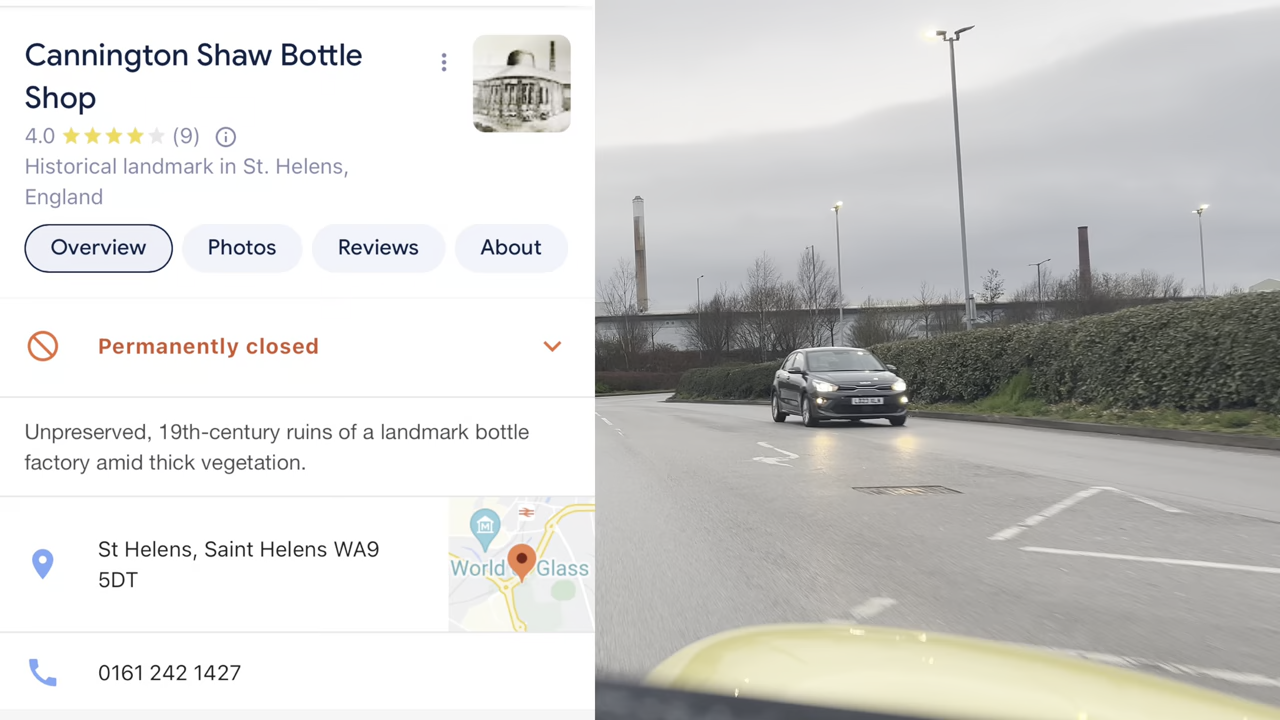 Cannington Shaw Bottle
Shop
4.0 (9)
Historical landmark in St. Helens,
England
Overview Photos Reviews About
Permanently closed
Unpreserved, 19th-century ruins of a landmark bottle
factory amid thick vegetation.
St Helens, Saint Helens WA9
5DT
World Glass
0161 242 1427